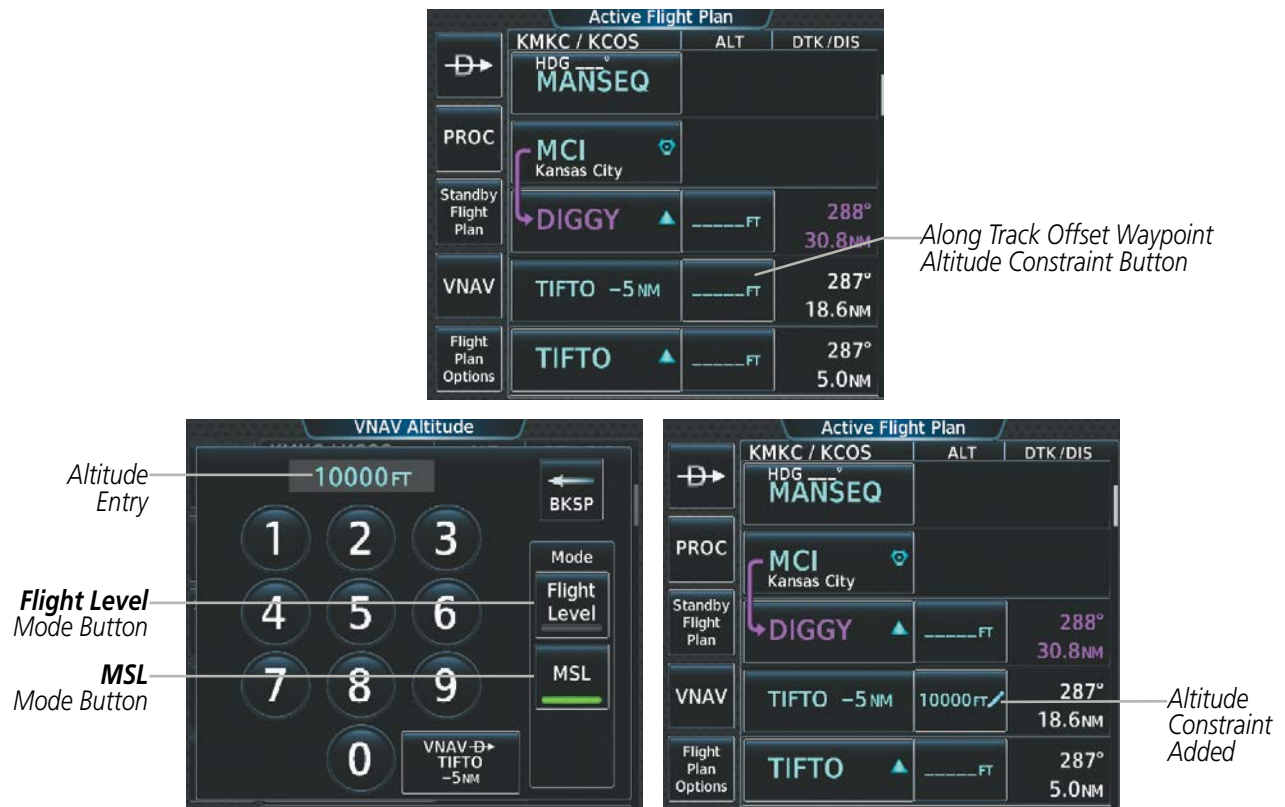 Active Flight Plan
KMKC / KCOS ALT DTK/DIS
HDG ___°
MANSEQ
PROC
MCI
Kansas City
Standby
Flight
Plan
DIGGY _____FT 288°
30.8NM
Along Track Offset Waypoint
Altitude Constraint Button
VNAV
TIFTO -5NM _____FT 287°
18.6NM
Flight
Plan
Options
TIFTO _____FT 287°
5.0NM
VNAV Altitude
Altitude
Entry
10000FT
BKSP
1 2 3
Mode
Flight Level
Mode Button
4 5 6
Flight
Level
MSL
Mode Button
7 8 9
MSL
0
VNAV D
TIFTO
-5NM
Active Flight Plan
KMKC / KCOS ALT DTK/DIS
D
HDG ___°
MANSEQ
PROC
MCI
Kansas City
Standby
Flight
Plan
DIGGY _____FT 288°
30.8NM
VNAV
TIFTO -5NM 10000FT 287°
18.6NM
Altitude
Constraint
Added
Flight
Plan
Options
TIFTO _____FT 287°
5.0NM